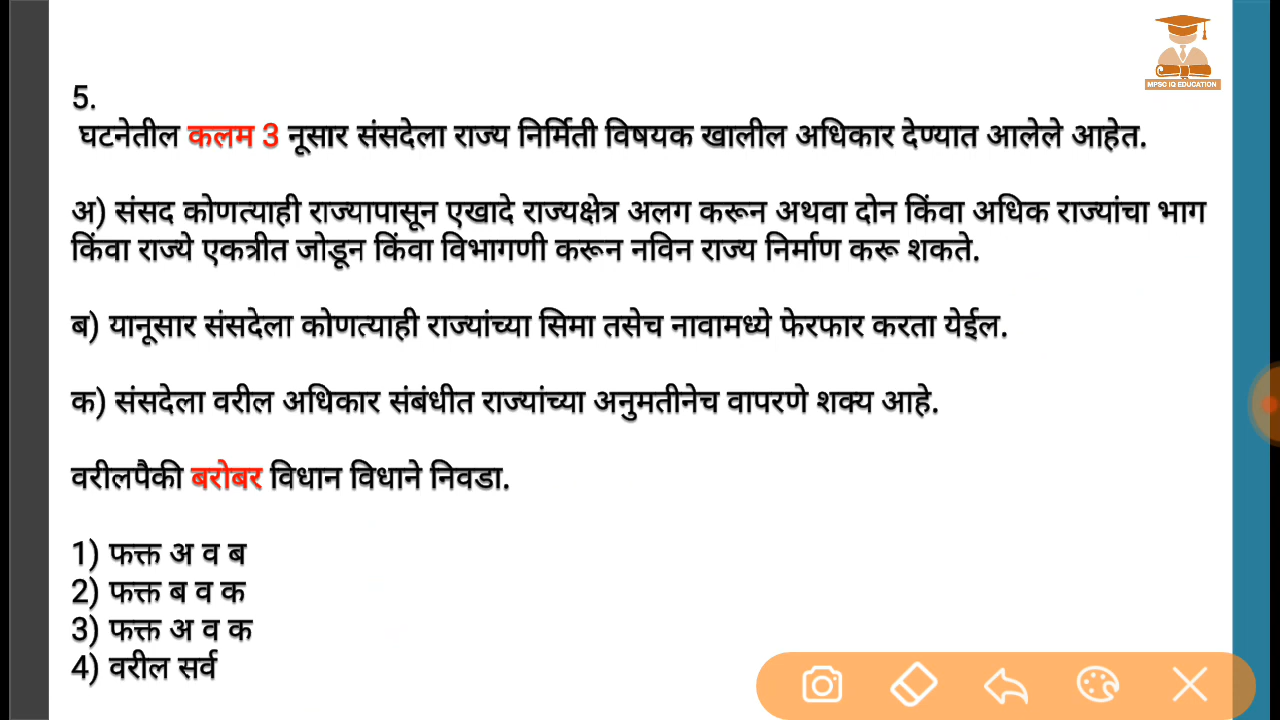 MPSC IQ EDUCATION
5.
घटनेतील कलम 3 नूसार संसदेला राज्य निर्मिती विषयक खालील अधिकार देण्यात आलेले आहेत.
अ) संसद कोणत्याही राज्यापासून एखादे राज्यक्षेत्र अलग करून अथवा दोन किंवा अधिक राज्यांचा भाग
किंवा राज्ये एकत्रीत जोडून किंवा विभागणी करून नविन राज्य निर्माण करू शकते.
ब) यानूसार संसदेला कोणत्याही राज्यांच्या सिमा तसेच नावामध्ये फेरफार करता येईल.
क) संसदेला वरील अधिकार संबंधीत राज्यांच्या अनुमतीनेच वापरणे शक्य आहे.
वरीलपैकी बरोबर विधान विधाने निवडा.
1) फक्त अ व ब
2) फक्त ब व क
3) फक्त अ व क
4) वरील सर्व